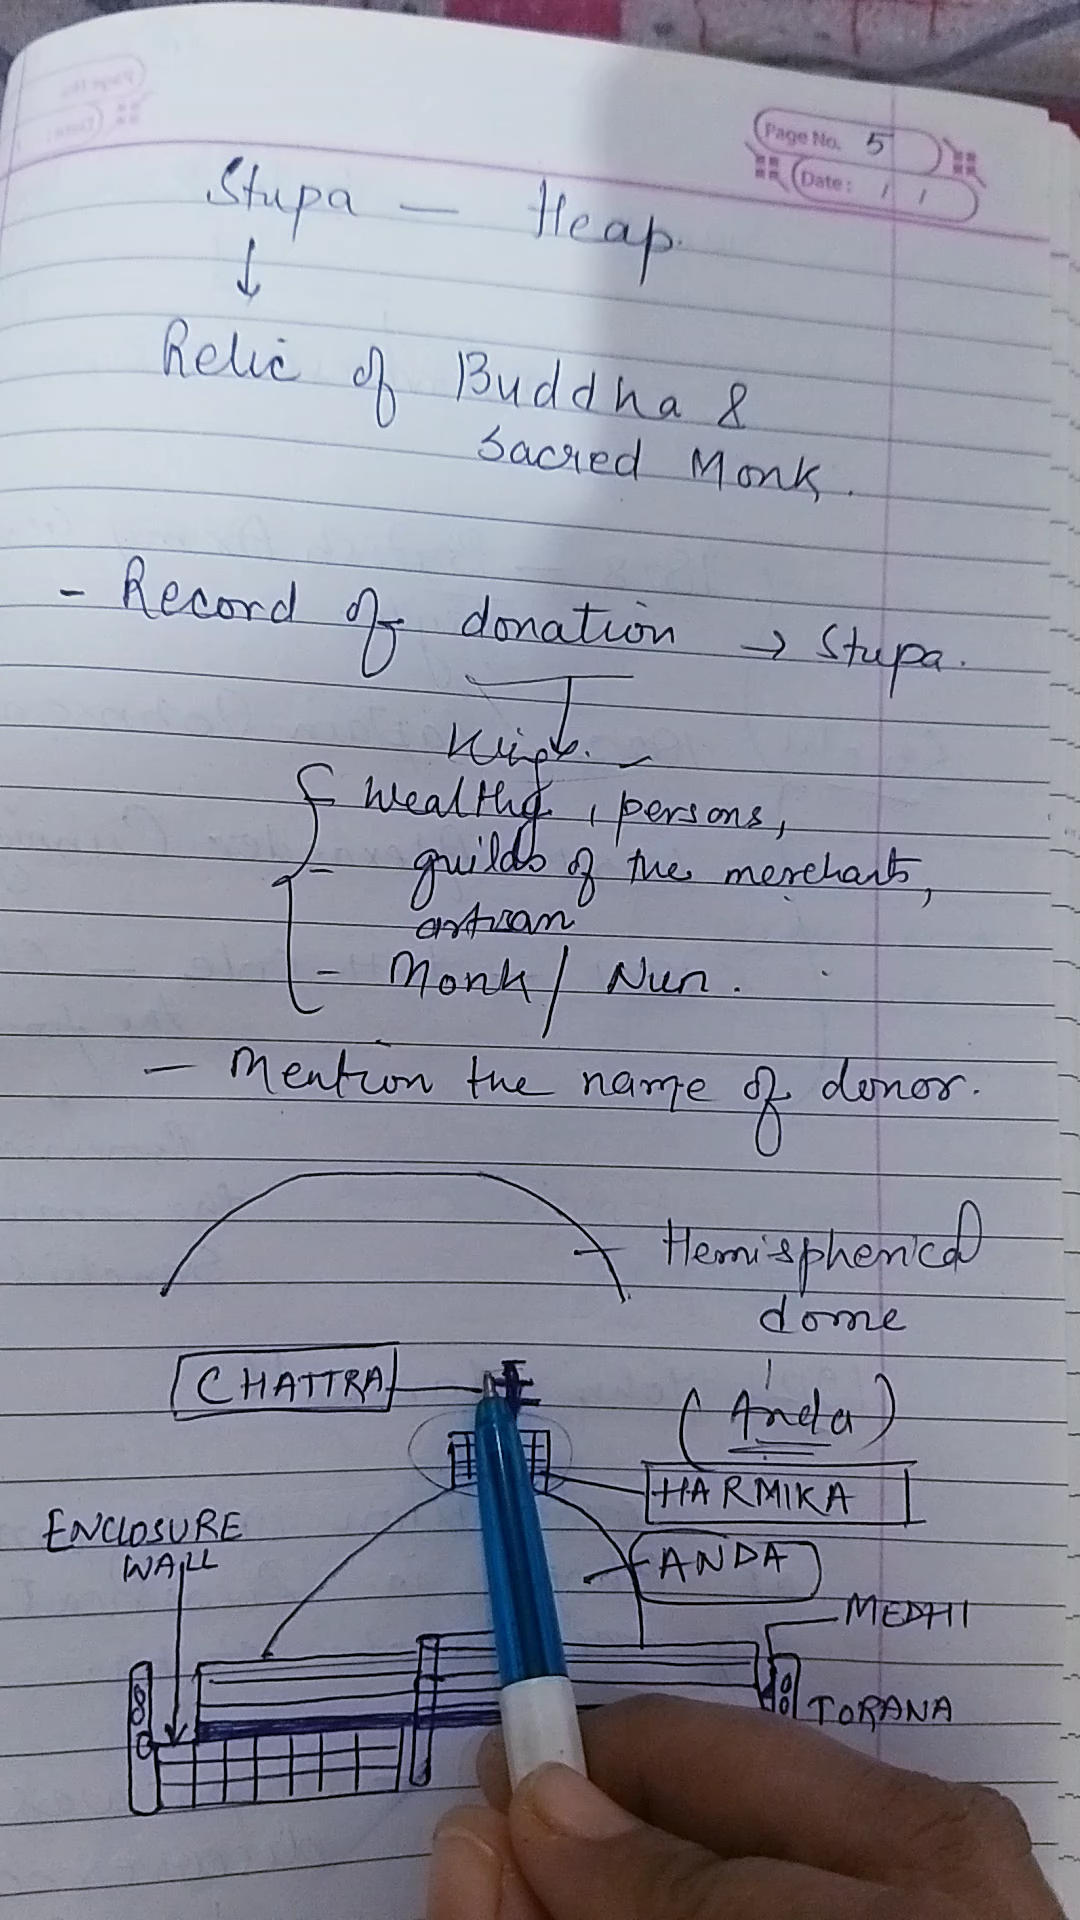 Page No. 5
Date: / /
Stupa — Heap.
↓
Relic of Buddha &
Sacred Monk.
- Record of donation → Stupa.
Kings.
Wealthy, persons,
- guilds of the merchants,
artisan
- Monk / Nun.
- Mention the name of donor.
Hemispherical
dome
CHATTRA
(Anda)
HARMIKA
ENCLOSURE
WALL
ANDA
MEDHI
TORANA